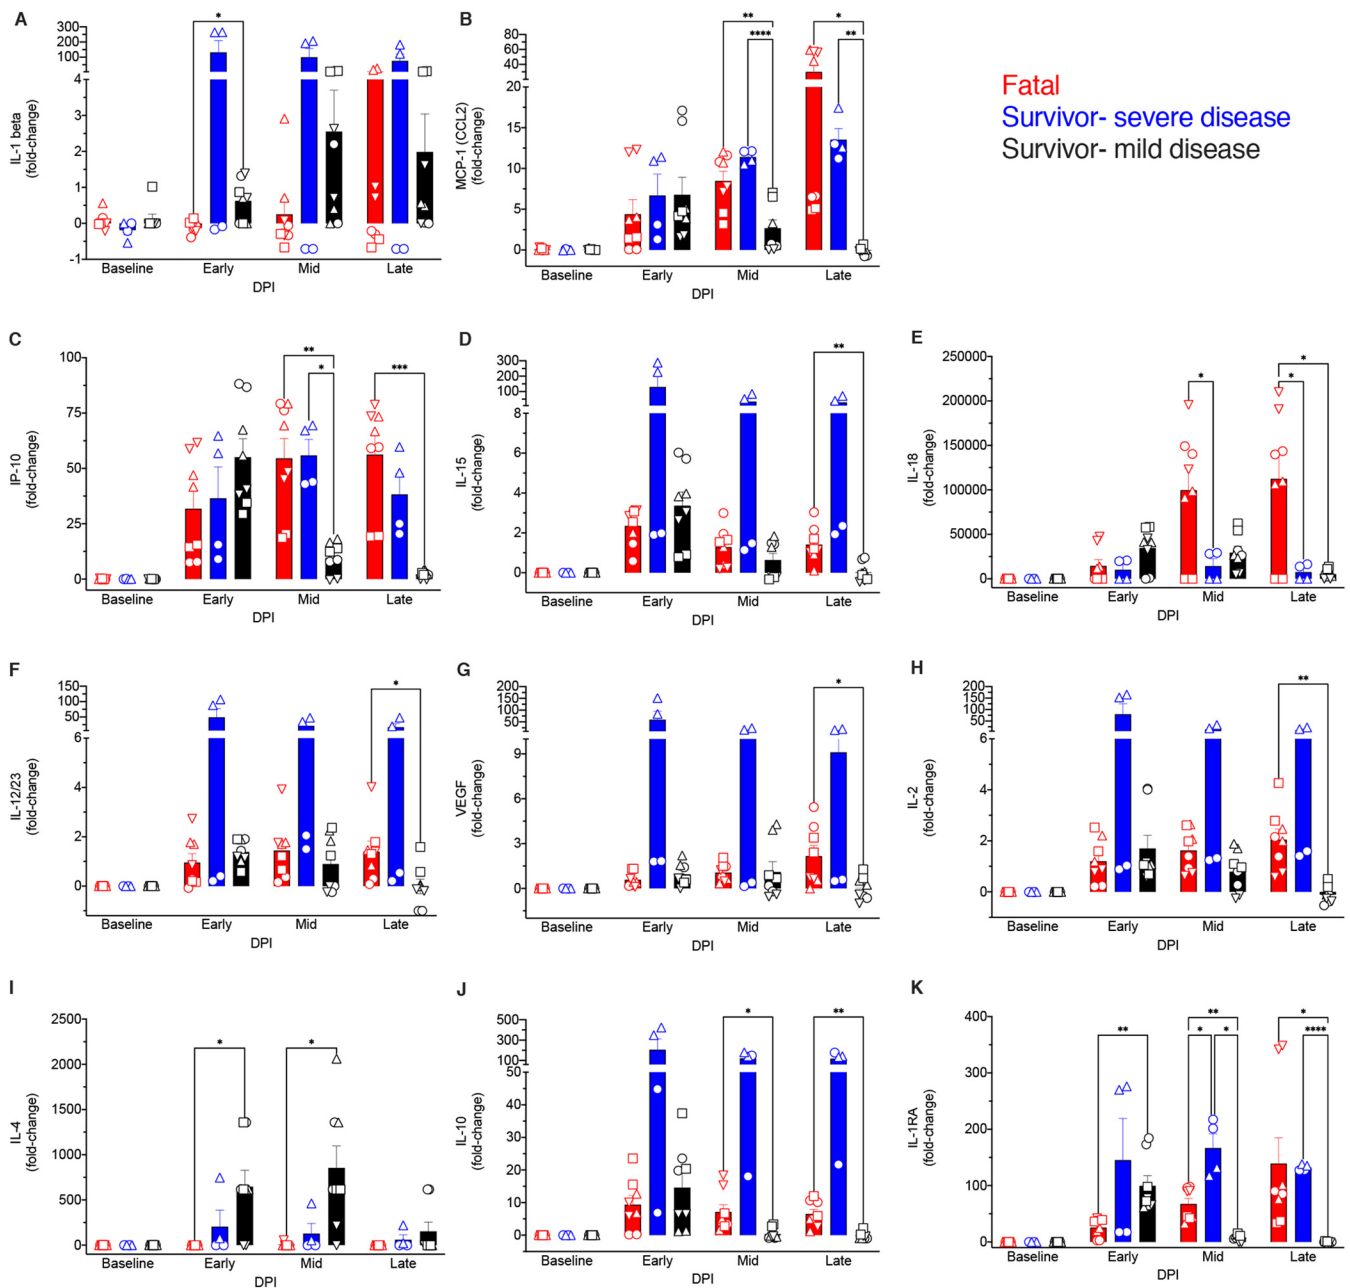 A
IL-1 beta
(fold-change)
300
200
100
4
3
2
1
0
-1
*
Baseline
Early
Mid
Late
DPI
B
MCP-1 (CCL2)
(fold-change)
80
60
40
20
20
15
10
5
0
**
****
*
**
Baseline
Early
Mid
Late
DPI
Fatal
Survivor- severe disease
Survivor- mild disease
C
IP-10
(fold-change)
100
75
50
25
0
**
*
***
Baseline
Early
Mid
Late
DPI
D
IL-15
(fold-change)
300
200
100
8
6
4
2
0
**
Baseline
Early
Mid
Late
DPI
E
IL-18
(fold-change)
250000
200000
150000
100000
50000
0
*
*
*
Baseline
Early
Mid
Late
DPI
F
IL-12/23
(fold-change)
150
100
50
6
4
2
0
*
Baseline
Early
Mid
Late
DPI
G
VEGF
(fold-change)
200
150
100
50
9
6
3
0
*
Baseline
Early
Mid
Late
DPI
H
IL-2
(fold-change)
200
150
100
50
6
4
2
0
**
Baseline
Early
Mid
Late
DPI
I
IL-4
(fold-change)
2500
2000
1500
1000
500
0
*
*
Baseline
Early
Mid
Late
DPI
J
IL-10
(fold-change)
500
400
300
200
100
50
40
30
20
10
0
*
**
Baseline
Early
Mid
Late
DPI
K
IL-1RA
(fold-change)
400
300
200
100
0
**
**
*
*
*
****
Baseline
Early
Mid
Late
DPI